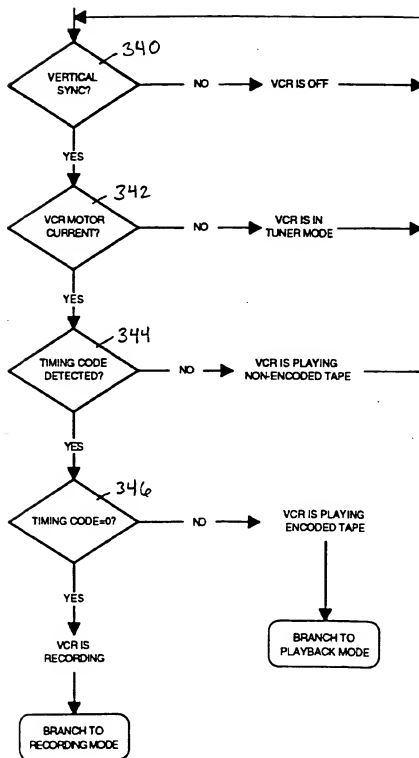 340
VERTICAL
SYNC?
NO
VCR IS OFF
YES
342
VCR MOTOR
CURRENT?
NO
VCR IS IN
TUNER MODE
YES
344
TIMING CODE
DETECTED?
NO
VCR IS PLAYING
NON-ENCODED TAPE
YES
346
TIMING CODE=0?
NO
VCR IS PLAYING
ENCODED TAPE
YES
VCR IS
RECORDING
BRANCH TO
PLAYBACK MODE
BRANCH TO
RECORDING MODE